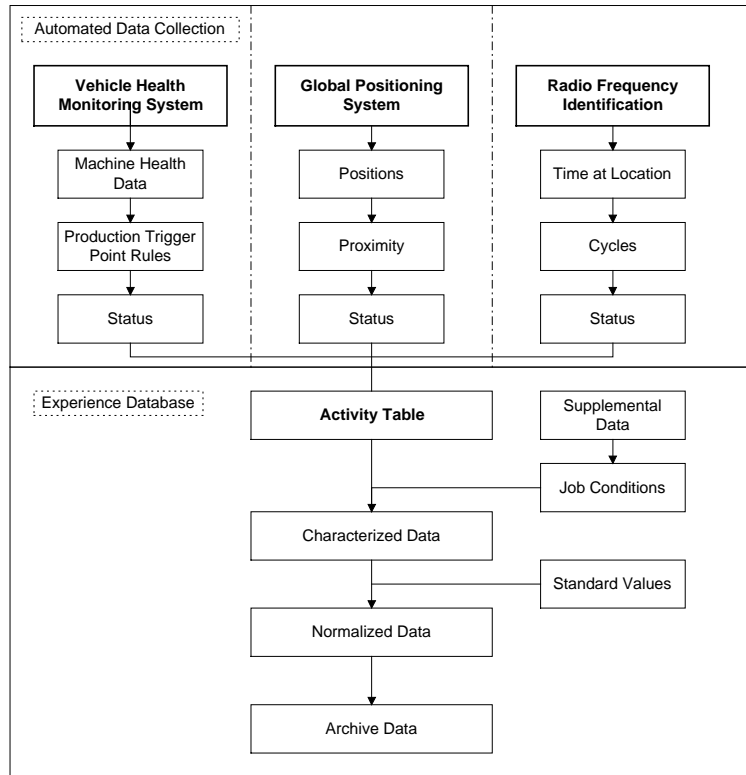 Automated Data Collection
Vehicle Health
Monitoring System
Global Positioning
System
Radio Frequency
Identification
Machine Health
Data
Positions
Time at Location
Production Trigger
Point Rules
Proximity
Cycles
Status
Status
Status
Experience Database
Activity Table
Supplemental
Data
Job Conditions
Characterized Data
Standard Values
Normalized Data
Archive Data